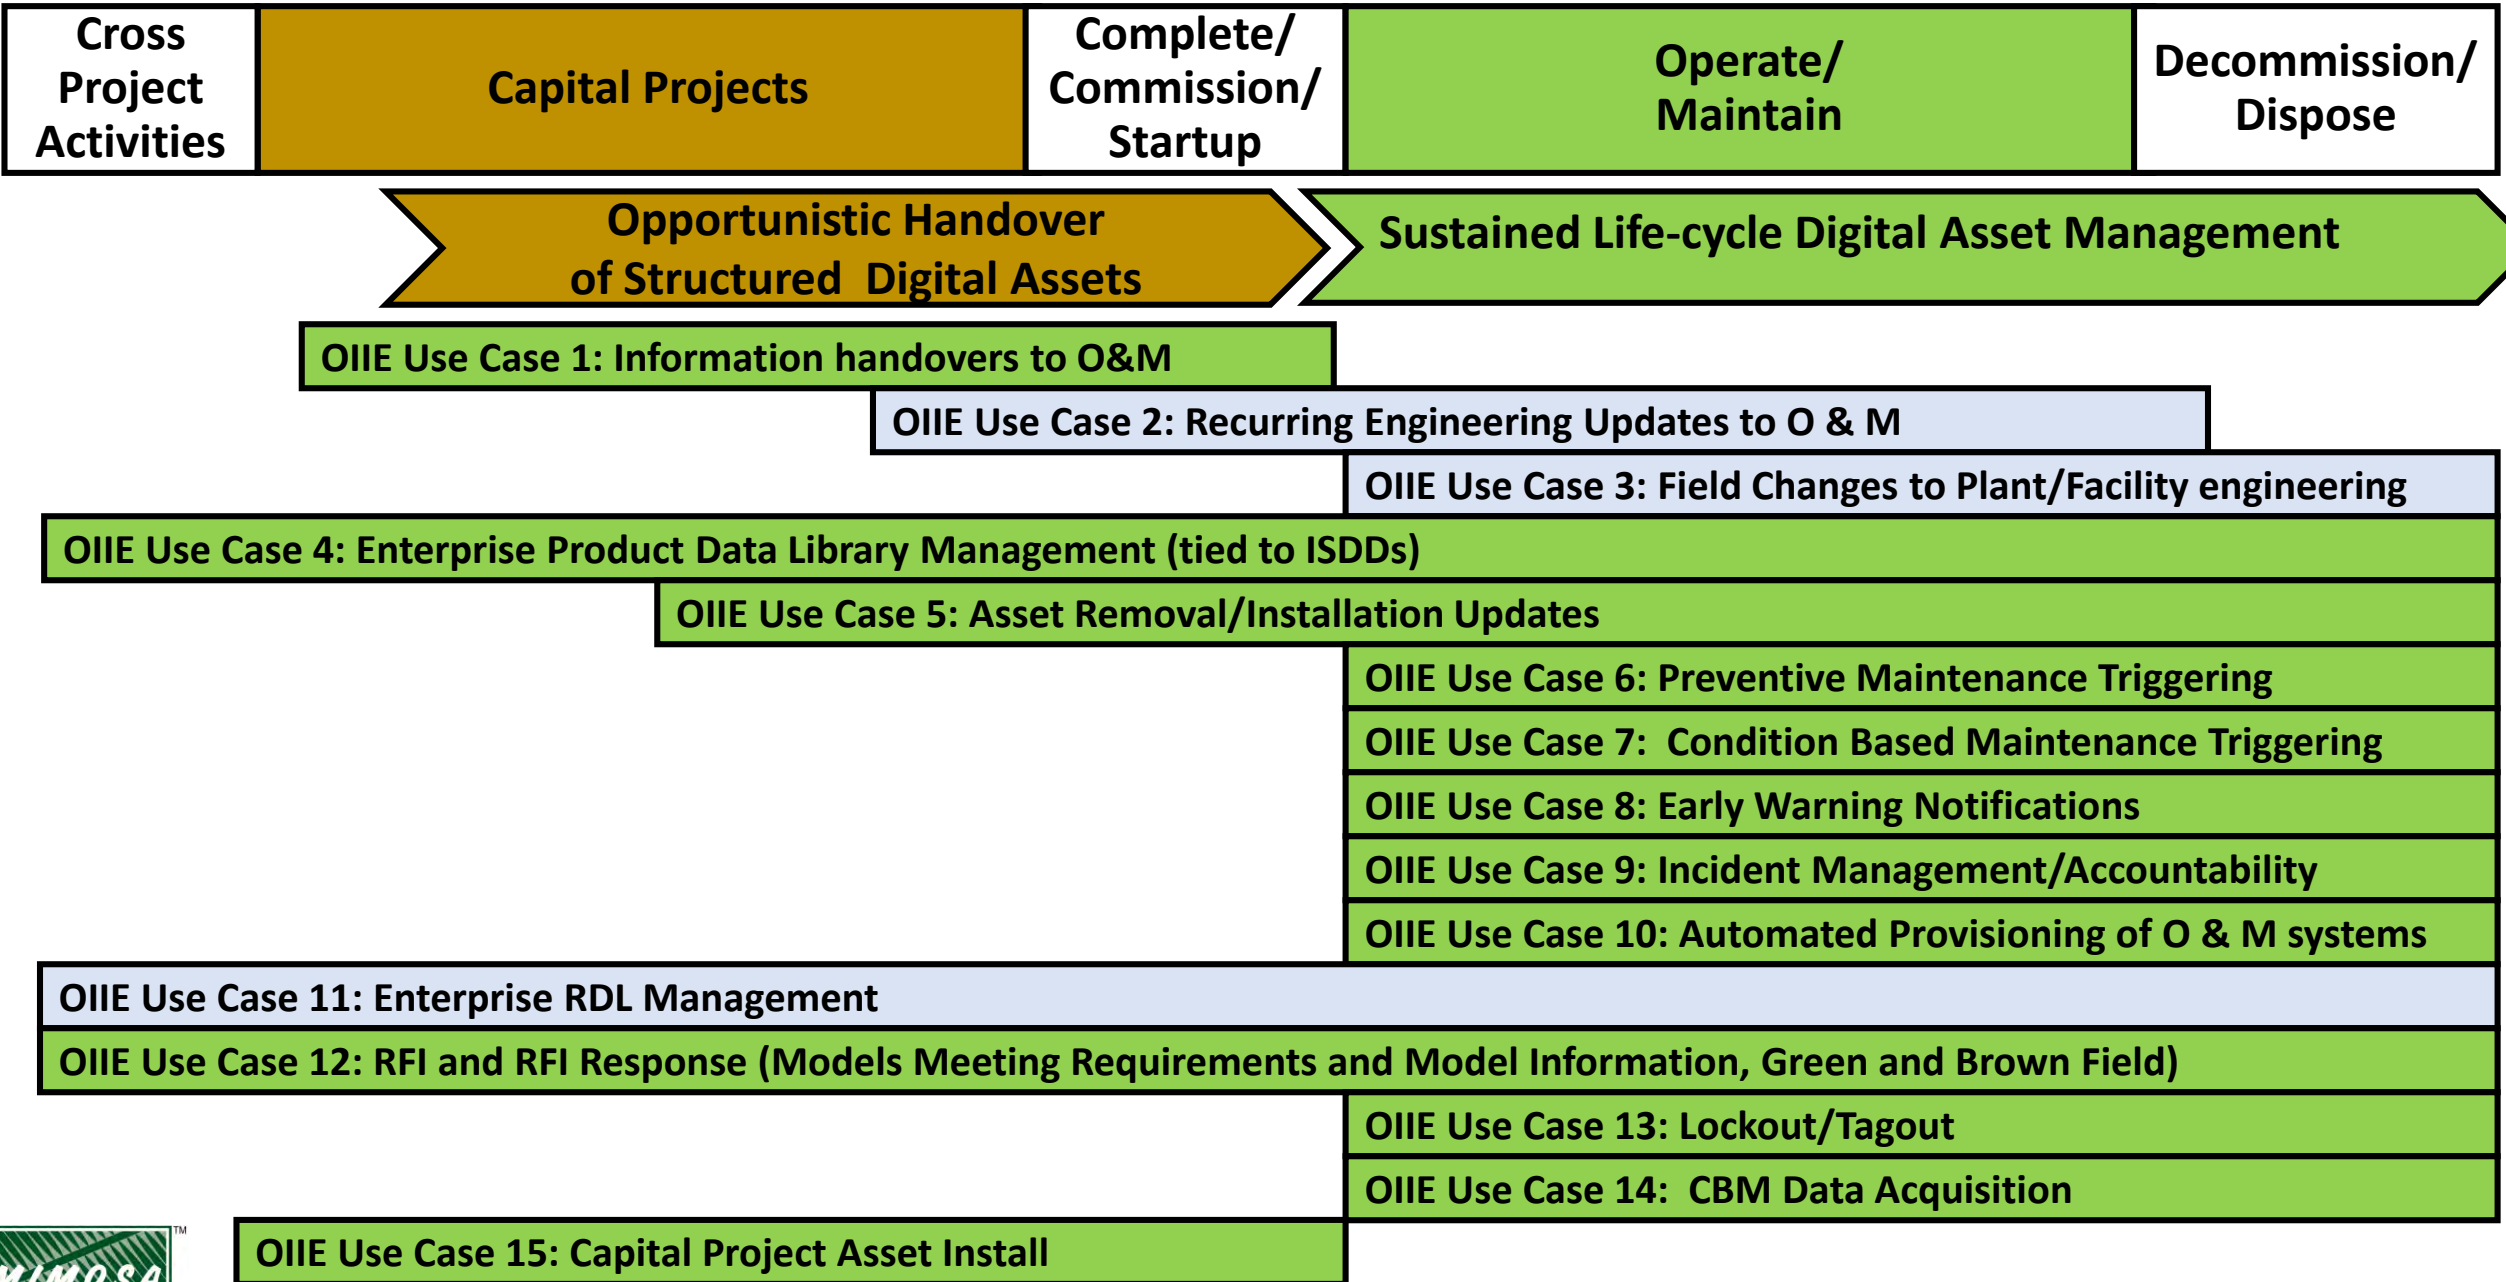 Cross
Project
Activities
Capital Projects
Complete/
Commission/
Startup
Operate/
Maintain
Decommission/
Dispose
Opportunistic Handover
of Structured  Digital Assets
Sustained Life-cycle Digital Asset Management
OIIE Use Case 1: Information handovers to O&M
OIIE Use Case 2: Recurring Engineering Updates to O & M
OIIE Use Case 3: Field Changes to Plant/Facility engineering
OIIE Use Case 4: Enterprise Product Data Library Management (tied to ISDDs)
OIIE Use Case 5: Asset Removal/Installation Updates
OIIE Use Case 6: Preventive Maintenance Triggering
OIIE Use Case 7:  Condition Based Maintenance Triggering
OIIE Use Case 8: Early Warning Notifications
OIIE Use Case 9: Incident Management/Accountability
OIIE Use Case 10: Automated Provisioning of O & M systems
OIIE Use Case 11: Enterprise RDL Management
OIIE Use Case 12: RFI and RFI Response (Models Meeting Requirements and Model Information, Green and Brown Field)
OIIE Use Case 13: Lockout/Tagout
OIIE Use Case 14:  CBM Data Acquisition
OIIE Use Case 15: Capital Project Asset Install
MIMOSA
TM